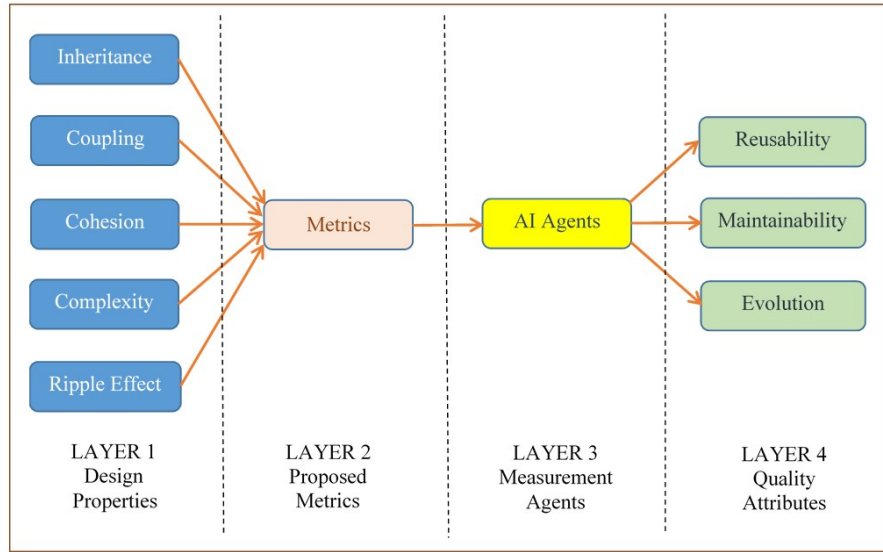 Inheritance
Coupling
Cohesion
Complexity
Ripple Effect
Metrics
AI Agents
Reusability
Maintainability
Evolution
LAYER 1
Design
Properties
LAYER 2
Proposed
Metrics
LAYER 3
Measurement
Agents
LAYER 4
Quality
Attributes